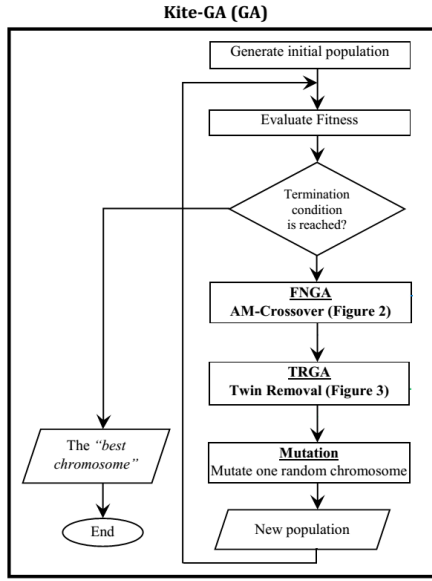 Kite-GA (GA)
Generate initial population
Evaluate Fitness
Termination
condition
is reached?
FNGA
AM-Crossover (Figure 2)
TRGA
Twin Removal (Figure 3)
Mutation
Mutate one random chromosome
New population
The “best
chromosome”
End